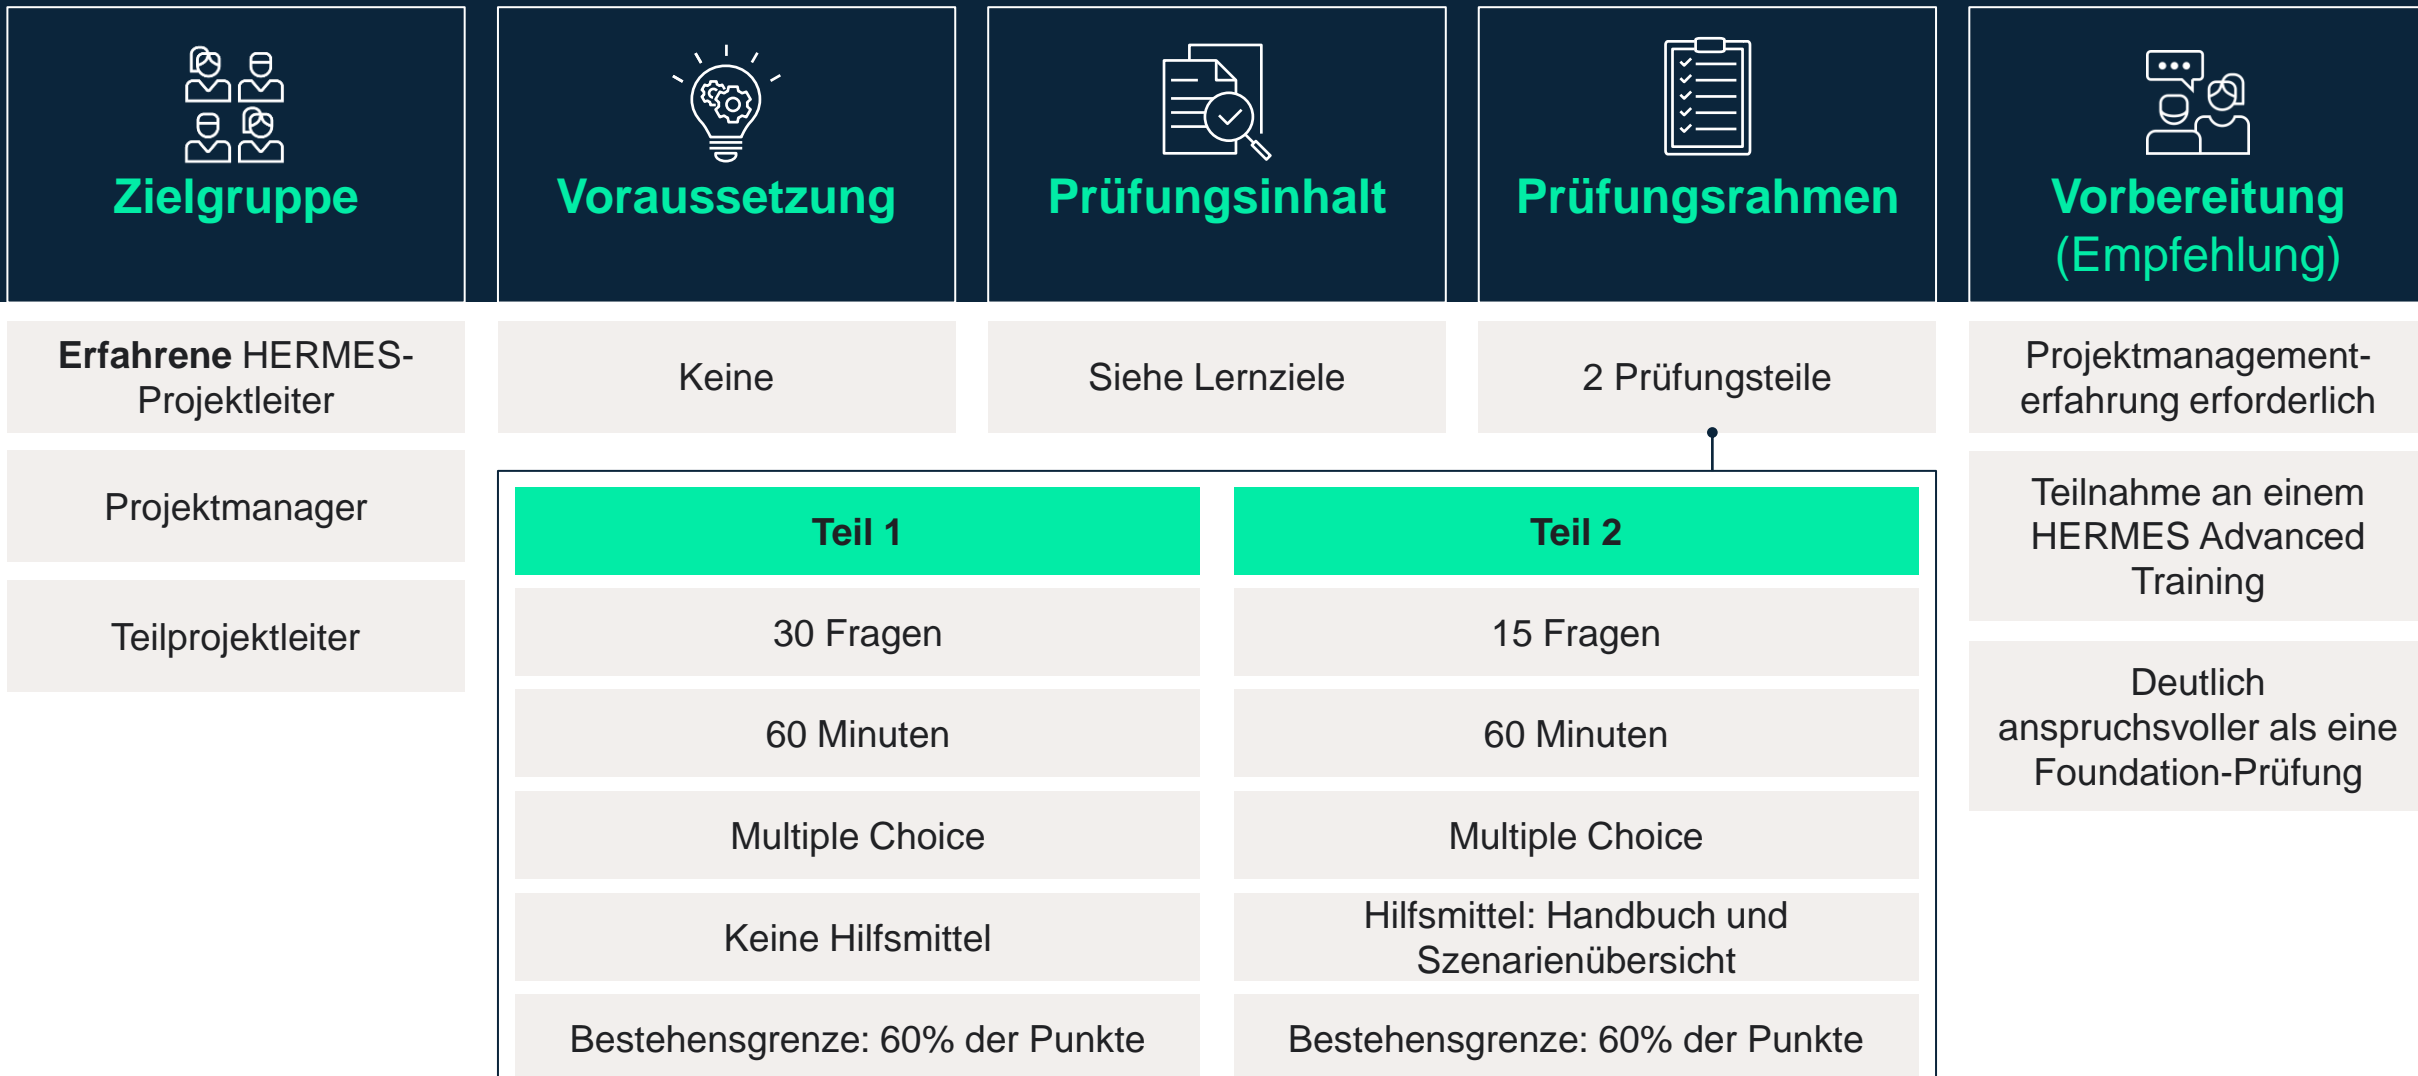 Zielgruppe
Voraussetzung
Prüfungsinhalt
Prüfungsrahmen
Vorbereitung
(Empfehlung)
Erfahrene HERMES-
Projektleiter
Keine
Siehe Lernziele
2 Prüfungsteile
Projektmanagement-
erfahrung erforderlich
Projektmanager
Teilprojektleiter
Teil 1
30 Fragen
60 Minuten
Multiple Choice
Keine Hilfsmittel
Bestehensgrenze: 60% der Punkte
Teil 2
15 Fragen
60 Minuten
Multiple Choice
Hilfsmittel: Handbuch und
Szenarienübersicht
Bestehensgrenze: 60% der Punkte
Teilnahme an einem
HERMES Advanced
Training
Deutlich
anspruchsvoller als eine
Foundation-Prüfung